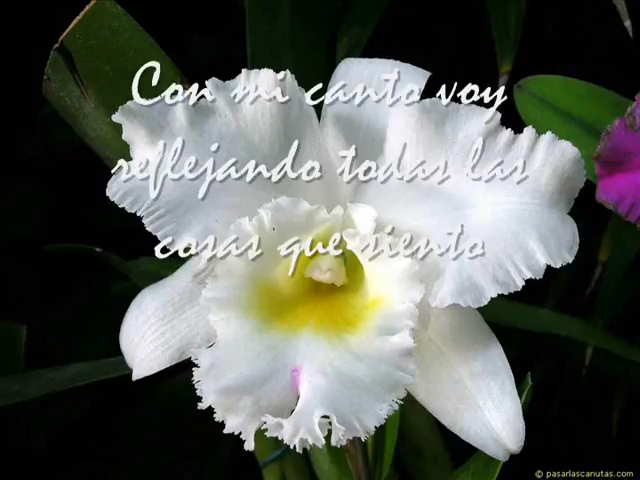 Con mi canto voy
reflejando todas las
cosas que siento
© pasarlascanutas.com